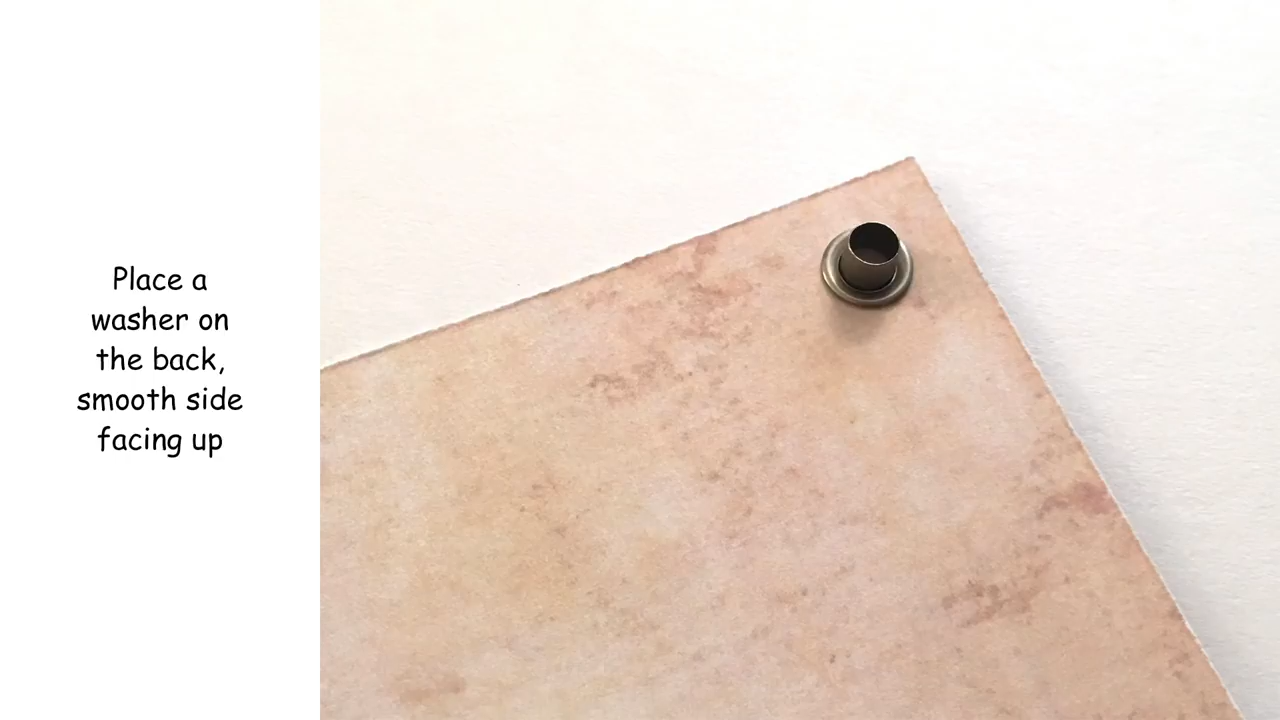 Place a
washer on
the back,
smooth side
facing up